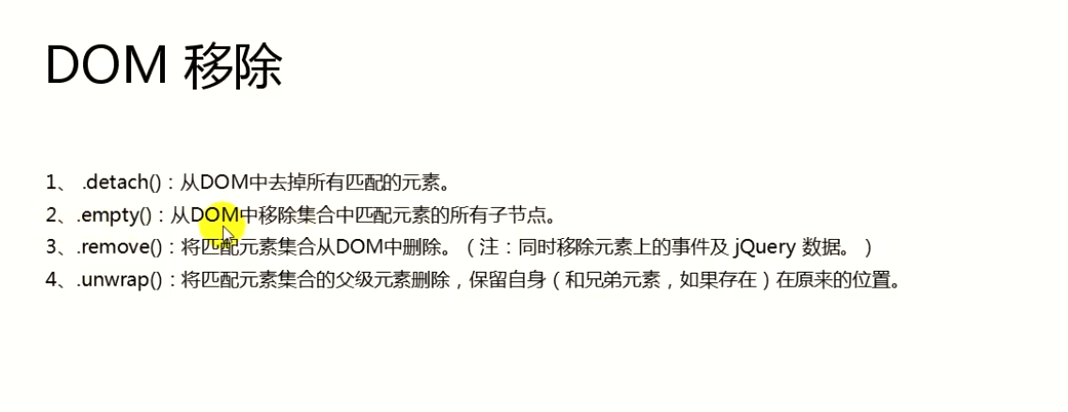 DOM 移除
1、 .detach()：从DOM中去掉所有匹配的元素。
2、.empty()：从DOM中移除集合中匹配元素的所有子节点。
3、.remove()：将匹配元素集合从DOM中删除。（注：同时移除元素上的事件及 jQuery 数据。）
4、.unwrap()：将匹配元素集合的父级元素删除，保留自身（和兄弟元素，如果存在）在原来的位置。